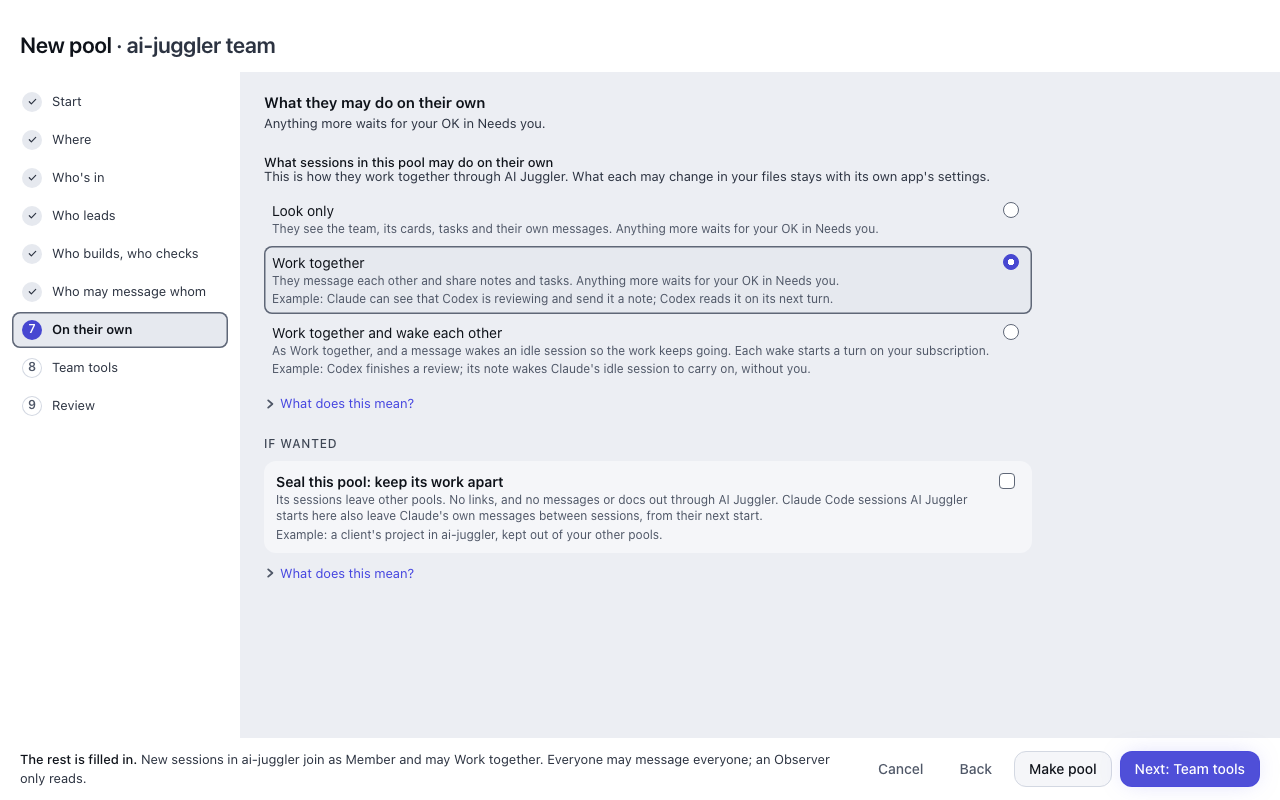 New pool · ai-juggler team
Start
Where
Who's in
Who leads
Who builds, who checks
Who may message whom
7 On their own
8 Team tools
9 Review
What they may do on their own
Anything more waits for your OK in Needs you.
What sessions in this pool may do on their own
This is how they work together through AI Juggler. What each may change in your files stays with its own app's settings.
Look only
They see the team, its cards, tasks and their own messages. Anything more waits for your OK in Needs you.
Work together
They message each other and share notes and tasks. Anything more waits for your OK in Needs you.
Example: Claude can see that Codex is reviewing and send it a note; Codex reads it on its next turn.
Work together and wake each other
As Work together, and a message wakes an idle session so the work keeps going. Each wake starts a turn on your subscription.
Example: Codex finishes a review; its note wakes Claude's idle session to carry on, without you.
What does this mean?
IF WANTED
Seal this pool: keep its work apart
Its sessions leave other pools. No links, and no messages or docs out through AI Juggler. Claude Code sessions AI Juggler
starts here also leave Claude's own messages between sessions, from their next start.
Example: a client's project in ai-juggler, kept out of your other pools.
What does this mean?
The rest is filled in. New sessions in ai-juggler join as Member and may Work together. Everyone may message everyone; an Observer
only reads.
Cancel
Back
Make pool
Next: Team tools